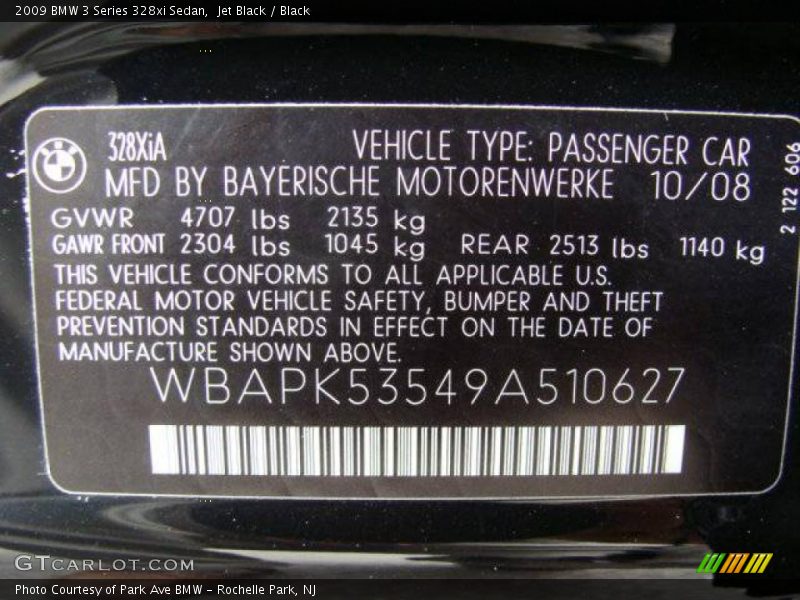 2009 BMW 3 Series 328xi Sedan,  Jet Black / Black
BMW
328XiA
VEHICLE TYPE: PASSENGER CAR
MFD BY BAYERISCHE MOTORENWERKE 10/08
GVWR 4707 lbs 2135 kg
GAWR FRONT 2304 lbs 1045 kg REAR 2513 lbs 1140 kg
THIS VEHICLE CONFORMS TO ALL APPLICABLE U.S.
FEDERAL MOTOR VEHICLE SAFETY, BUMPER AND THEFT
PREVENTION STANDARDS IN EFFECT ON THE DATE OF
MANUFACTURE SHOWN ABOVE.
WBAPK53549A510627
2 122 606
GTCARLOT.COM
Photo Courtesy of Park Ave BMW - Rochelle Park, NJ